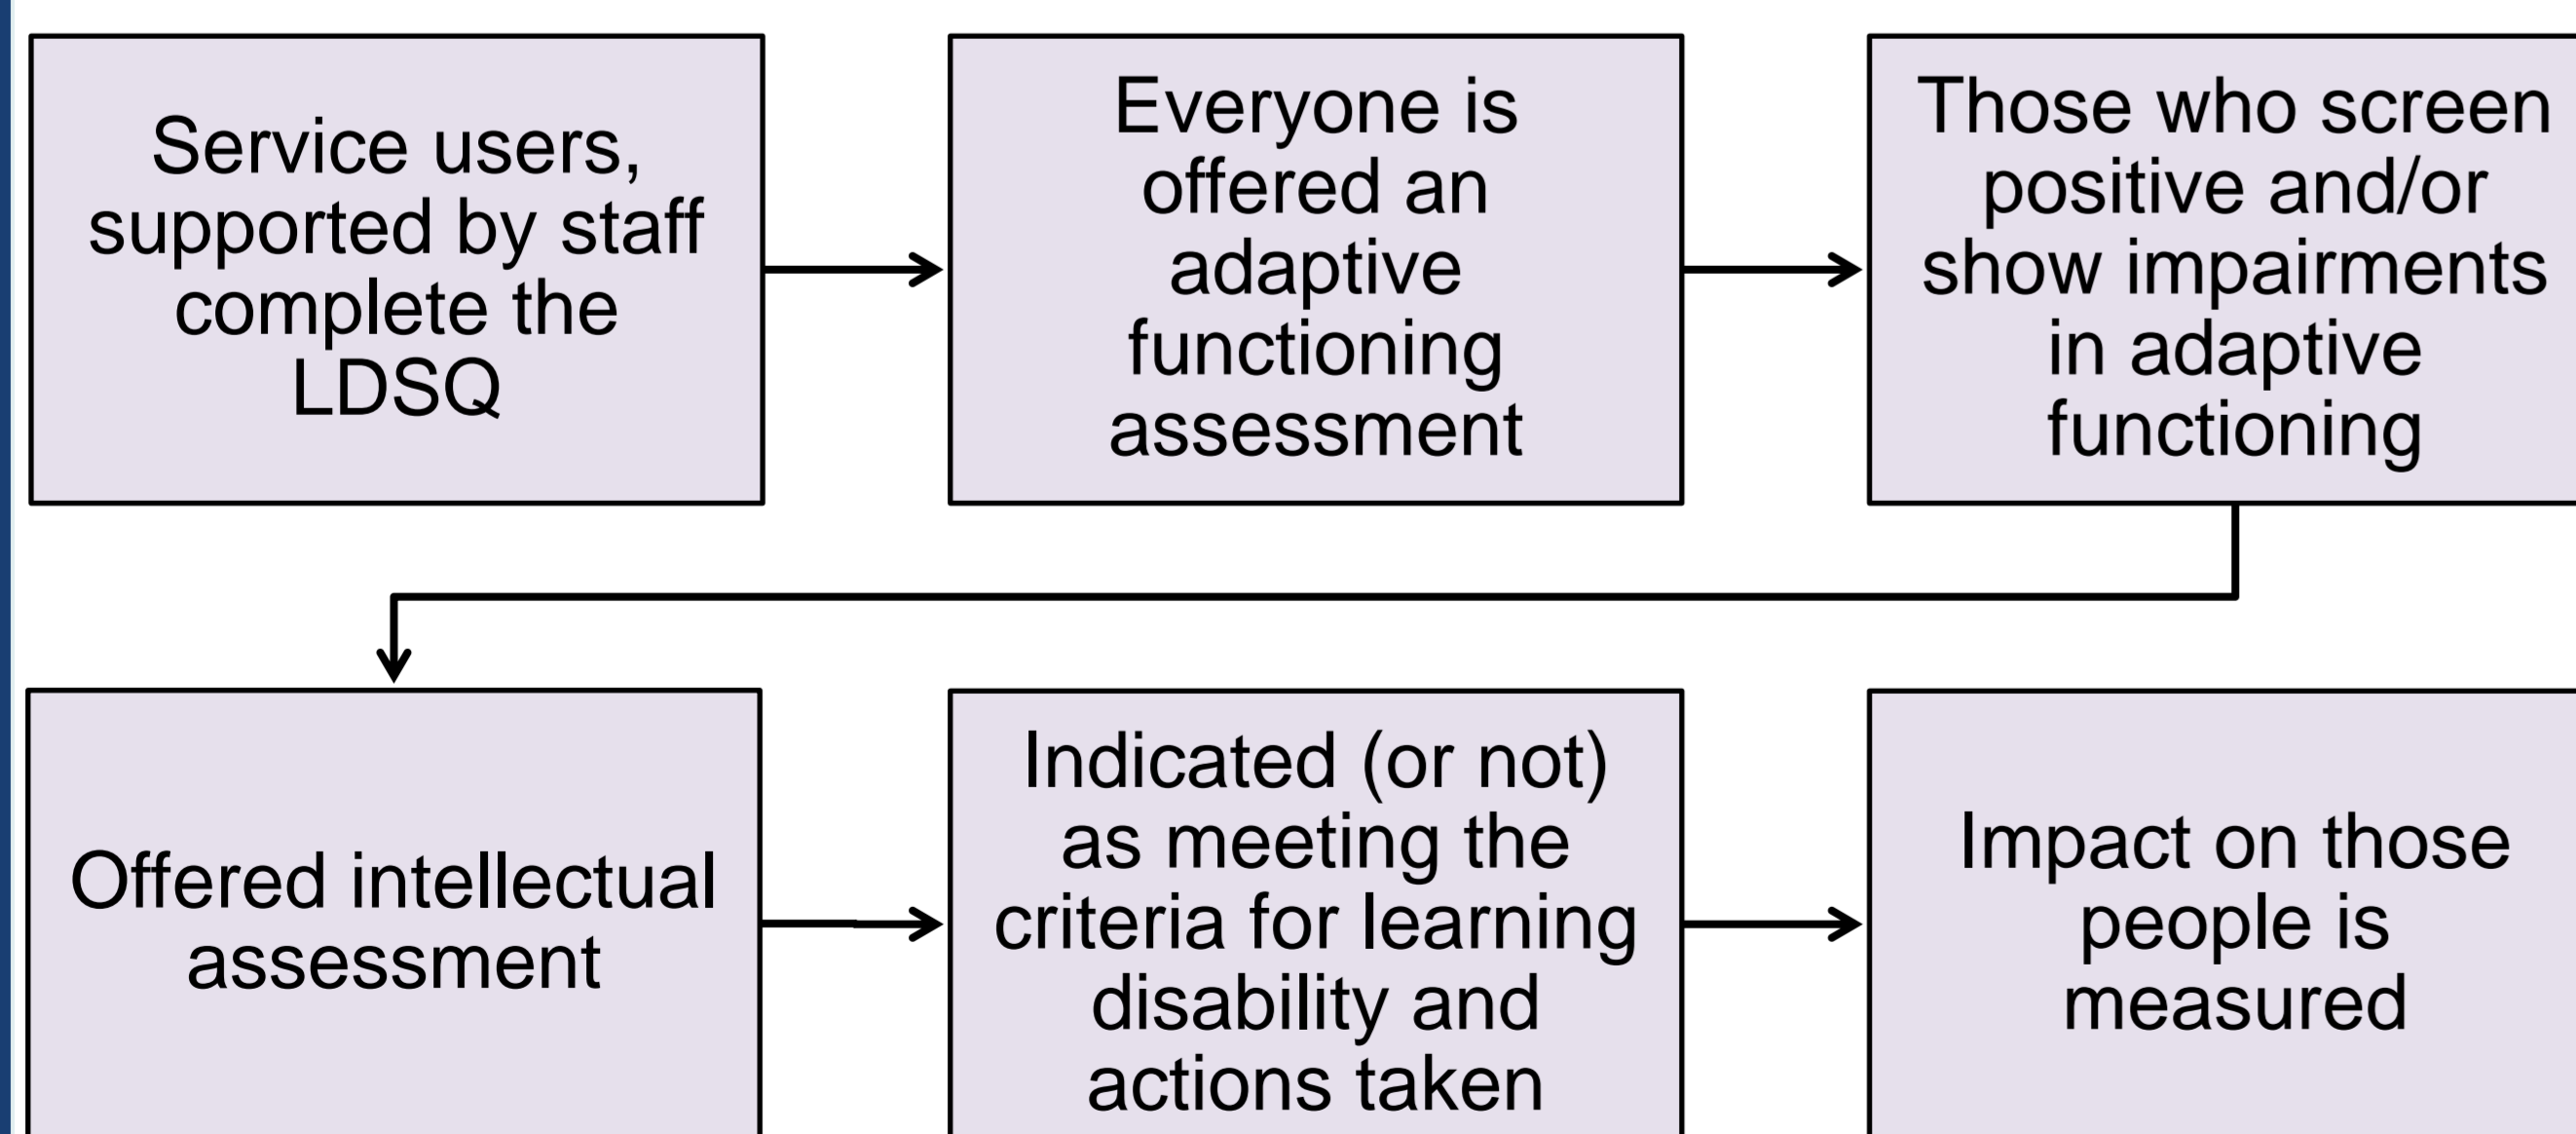 Service users,
supported by staff
complete the
LDSQ
Everyone is
offered an
adaptive
functioning
assessment
Those who screen
positive and/or
show impairments
in adaptive
functioning
Offered intellectual
assessment
Indicated (or not)
as meeting the
criteria for learning
disability and
actions taken
Impact on those
people is
measured